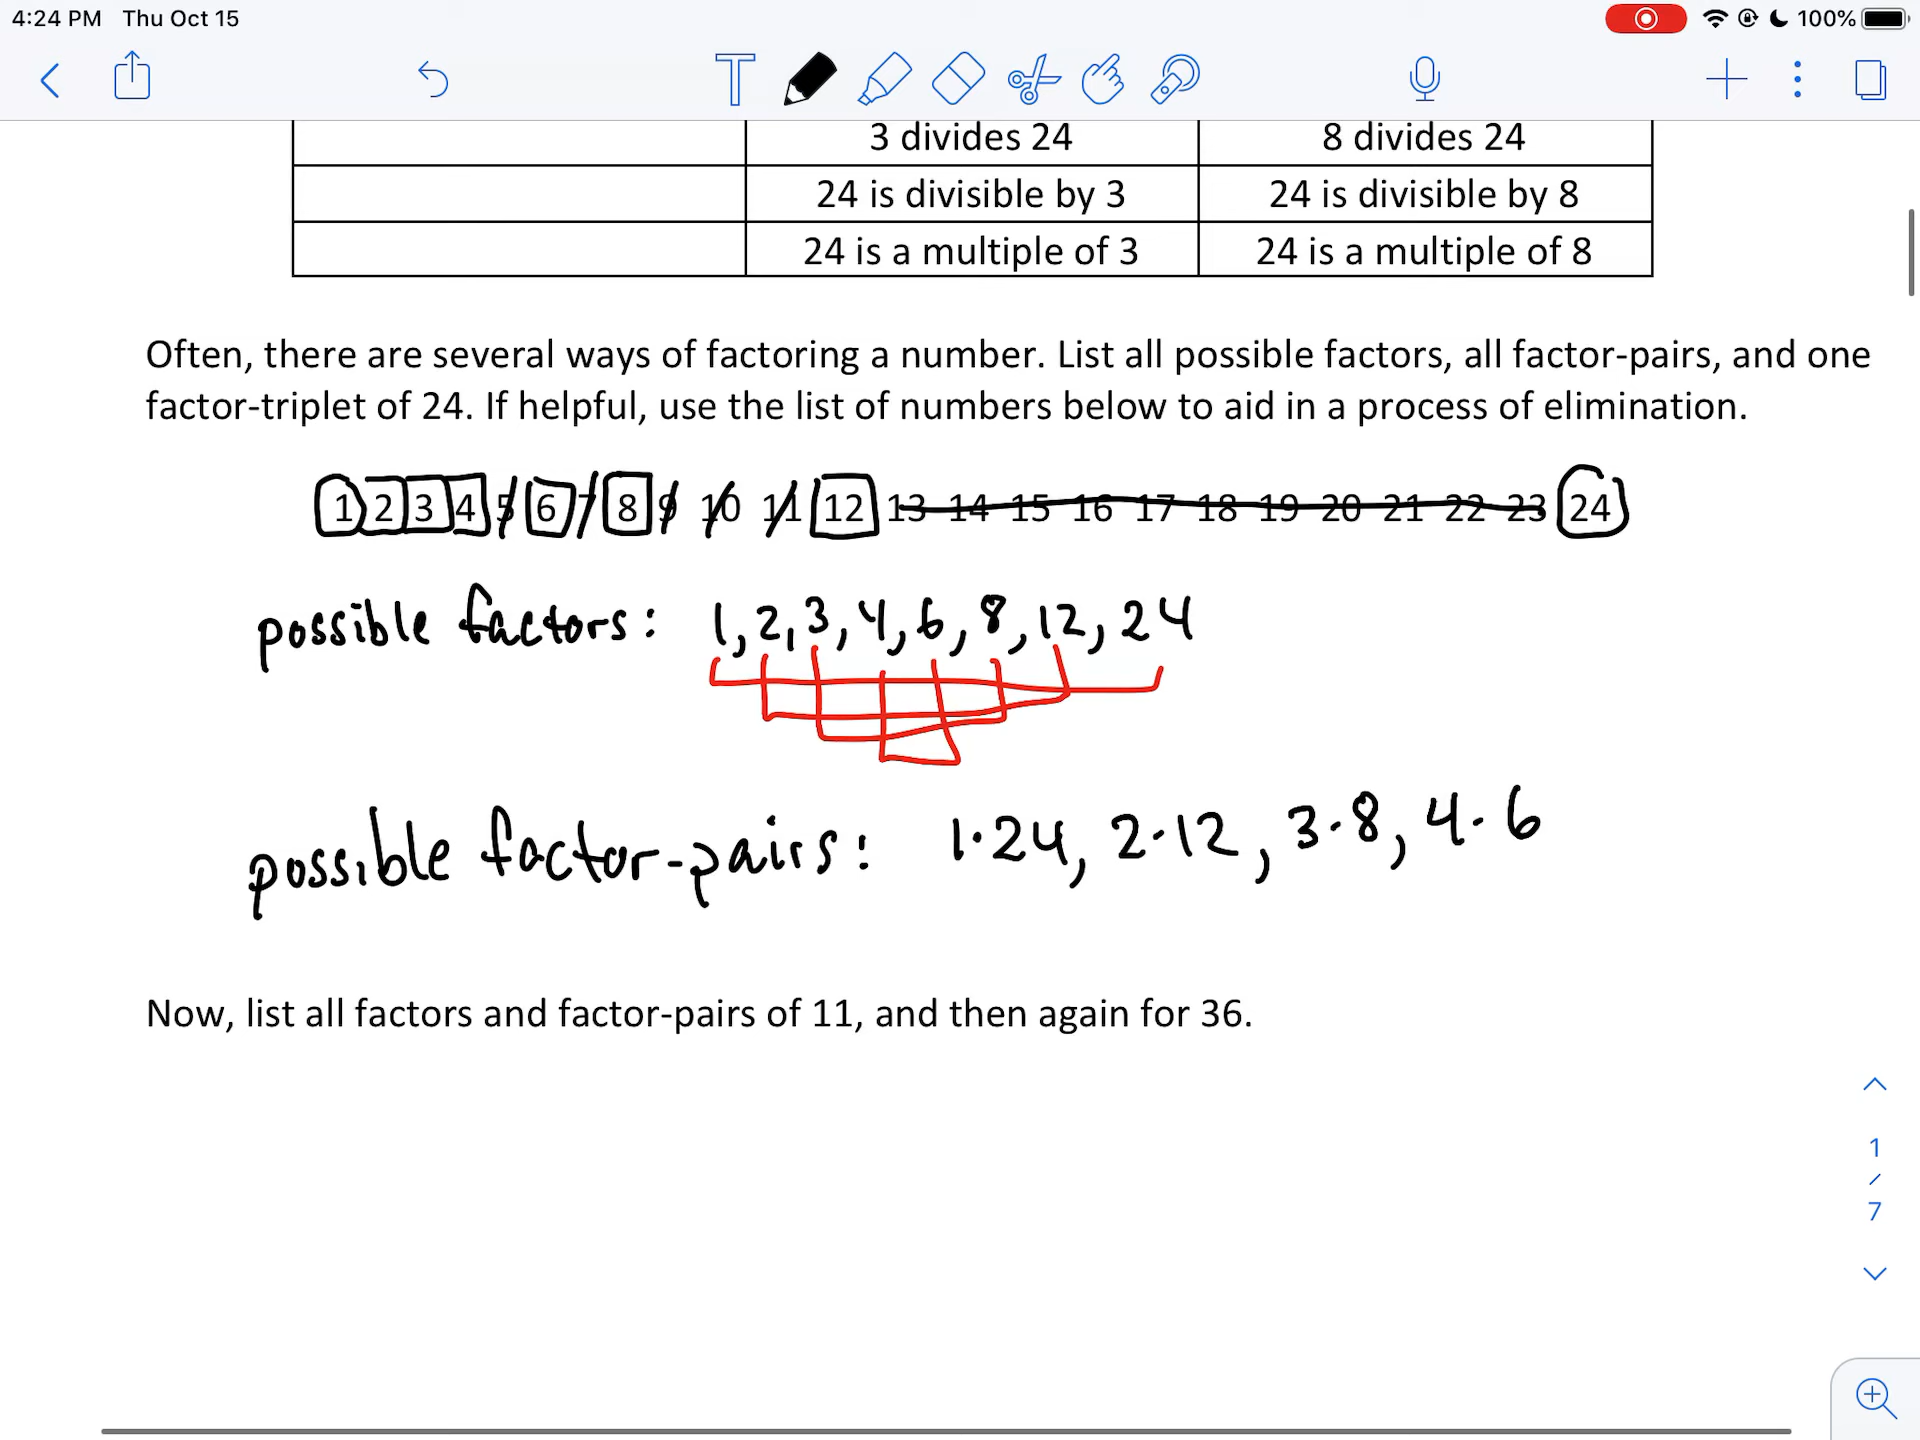 4:24 PM Thu Oct 15 100%
T
3 divides 24 8 divides 24
24 is divisible by 3 24 is divisible by 8
24 is a multiple of 3 24 is a multiple of 8
Often, there are several ways of factoring a number. List all possible factors, all factor-pairs, and one
factor-triplet of 24. If helpful, use the list of numbers below to aid in a process of elimination.
1 2 3 4 5 6 7 8 9 10 11 12 13 14 15 16 17 18 19 20 21 22 23 24
possible factors: 1, 2, 3, 4, 6, 8, 12, 24
possible factor-pairs: 1·24, 2·12, 3·8, 4·6
Now, list all factors and factor-pairs of 11, and then again for 36.
1
/
7